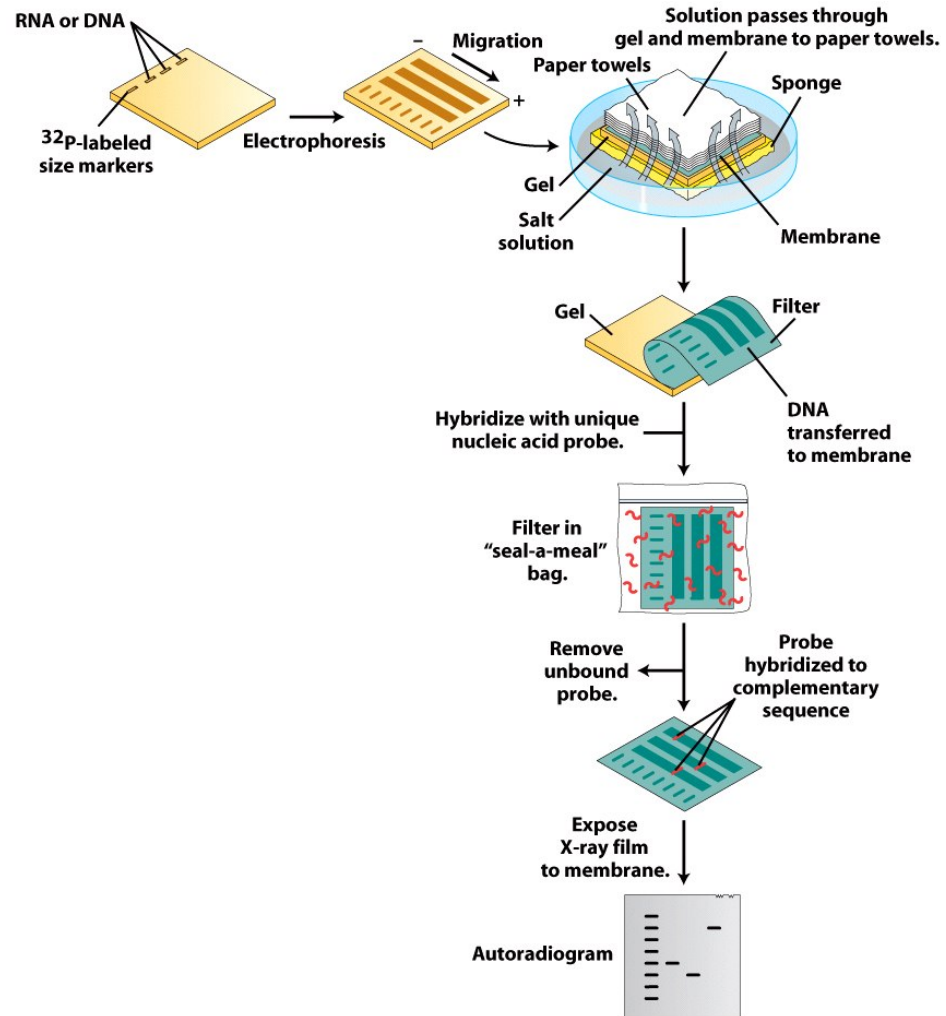 RNA or DNA
32P-labeled
size markers
Electrophoresis
–
Migration
+
Solution passes through
gel and membrane to paper towels.
Paper towels
Sponge
Gel
Salt
solution
Membrane
Gel
Filter
DNA
transferred
to membrane
Hybridize with unique
nucleic acid probe.
Filter in
“seal-a-meal”
bag.
Remove
unbound
probe.
Probe
hybridized to
complementary
sequence
Expose
X-ray film
to membrane.
Autoradiogram